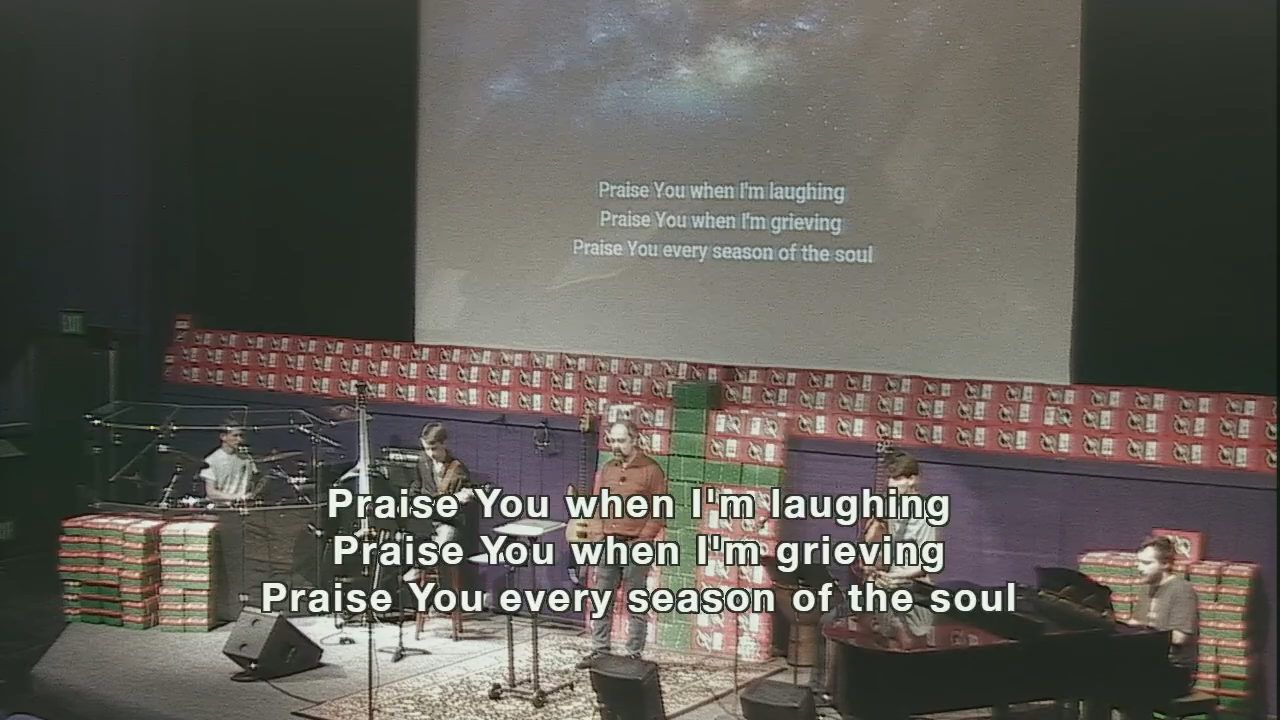 Praise You when I'm laughing
Praise You when I'm grieving
Praise You every season of the soul
EXIT
Praise You when I'm laughing
Praise You when I'm grieving
Praise You every season of the soul